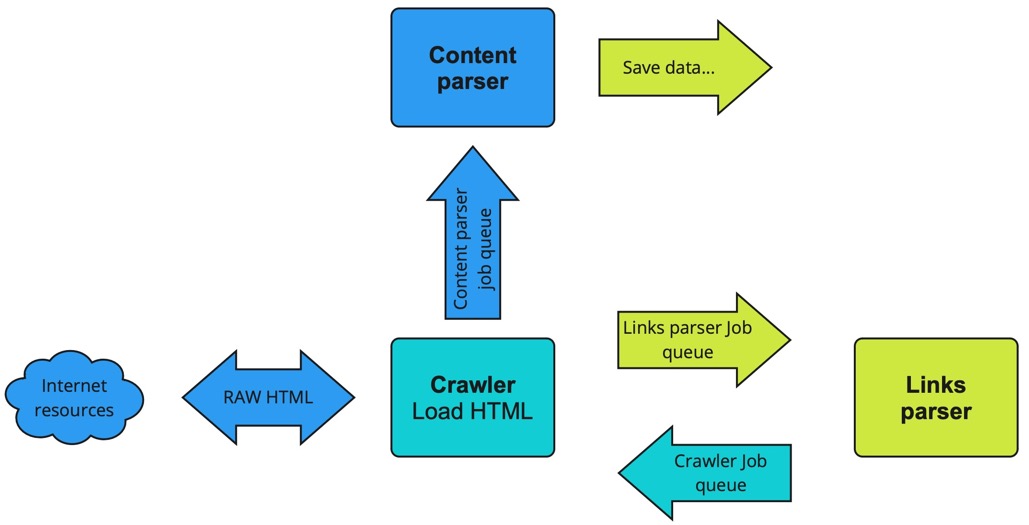 Content
parser
Save data...
Content parser
job queue
Links parser Job
queue
Internet
resources
RAW HTML
Crawler
Load HTML
Links
parser
Crawler Job
queue